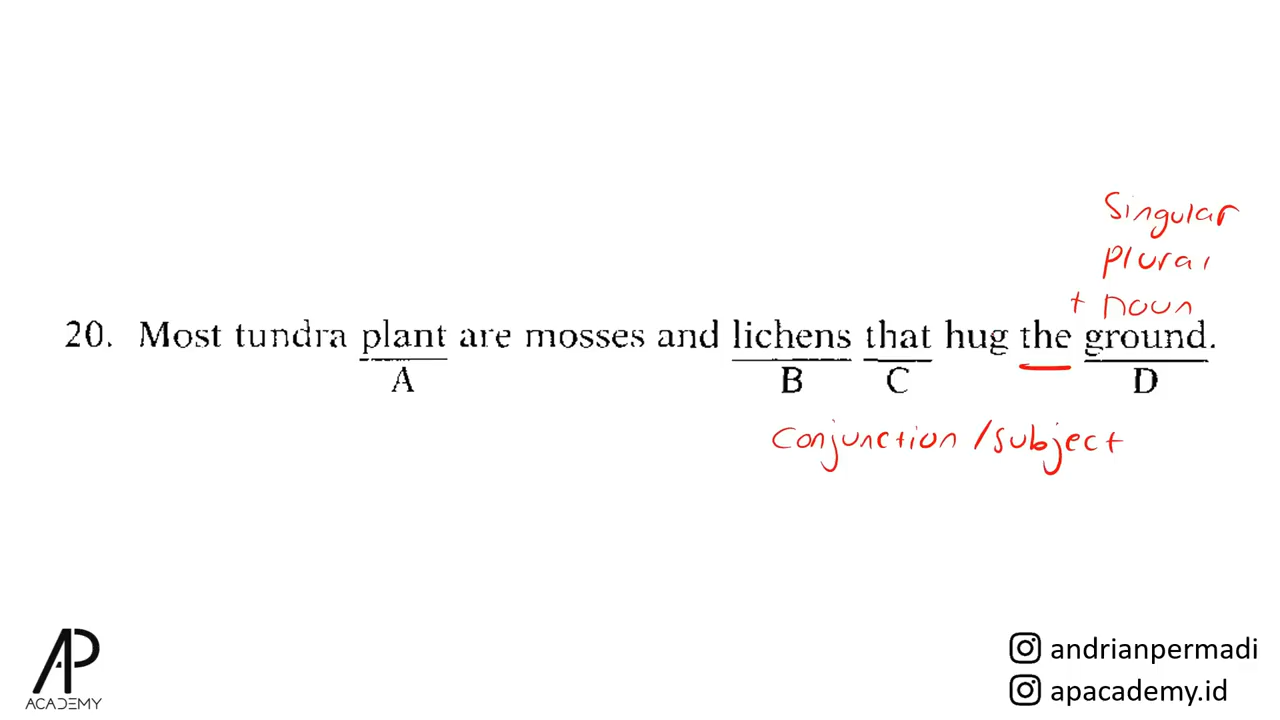 Singular
plural
+ noun
20. Most tundra plant are mosses and lichens that hug the ground.
A B C D
conjunction /subject
AP
ACADEMY
andrianpermadi
apacademy.id